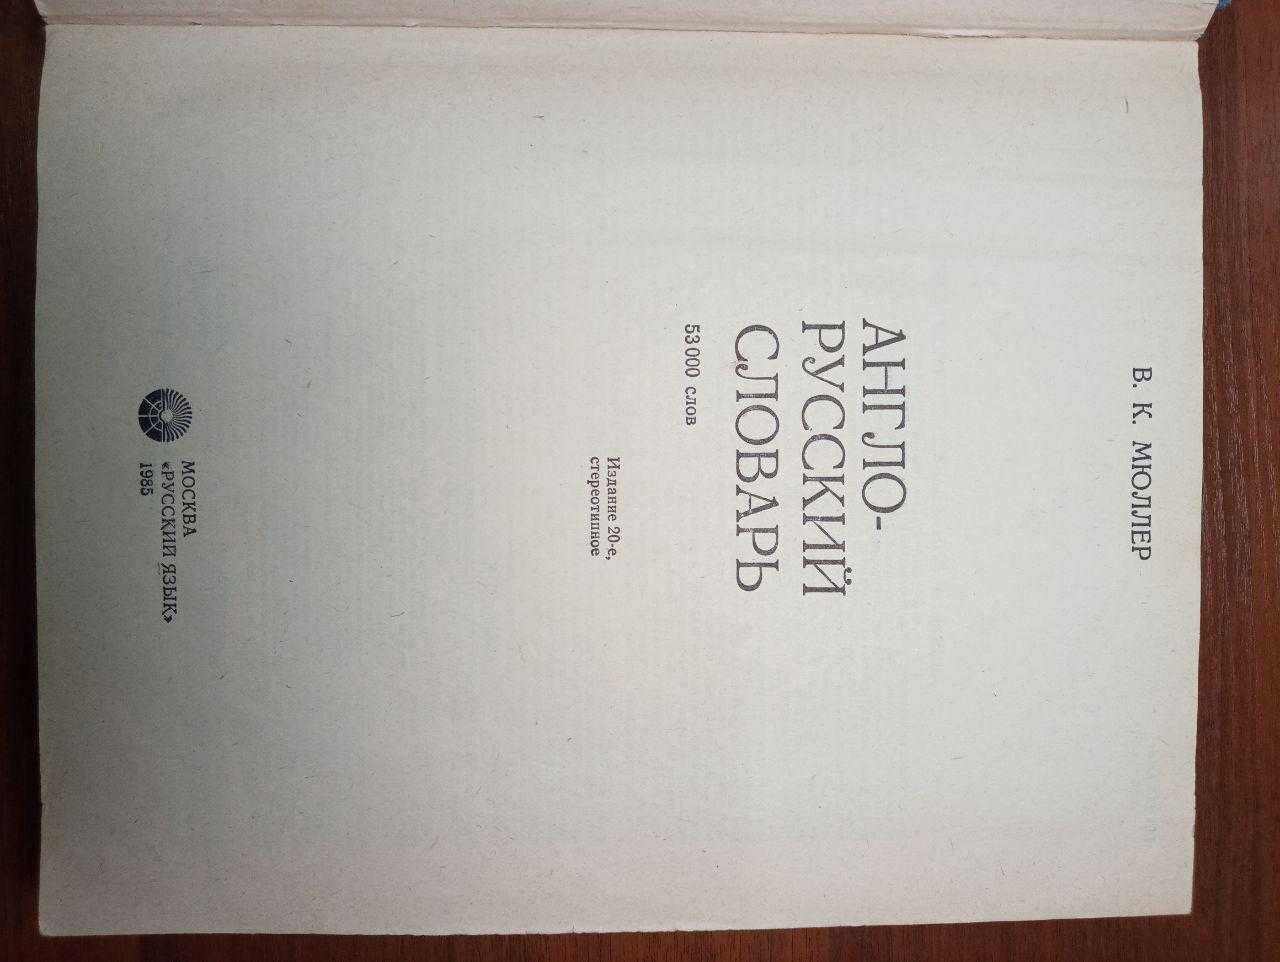 В. К. МЮЛЛЕР
АНГЛО-
РУССКИЙ
СЛОВАРЬ
53 000 слов
Издание 20-е,
стереотипное
МОСКВА
«РУССКИЙ ЯЗЫК»
1985